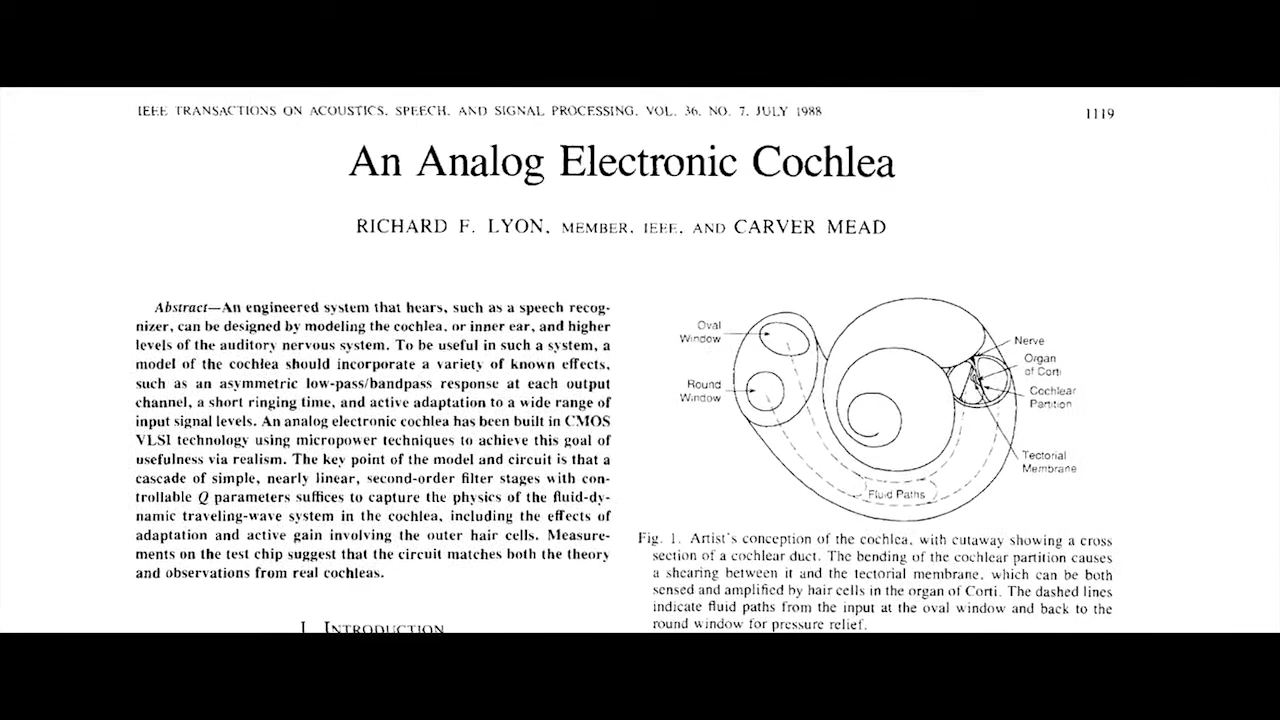 IEEE TRANSACTIONS ON ACOUSTICS, SPEECH, AND SIGNAL PROCESSING, VOL. 36, NO. 7, JULY 1988
1119
An Analog Electronic Cochlea
RICHARD F. LYON, MEMBER, IEEE, AND CARVER MEAD
Abstract—An engineered system that hears, such as a speech recog-
nizer, can be designed by modeling the cochlea, or inner ear, and higher
levels of the auditory nervous system. To be useful in such a system, a
model of the cochlea should incorporate a variety of known effects,
such as an asymmetric low-pass/bandpass response at each output
channel, a short ringing time, and active adaptation to a wide range of
input signal levels. An analog electronic cochlea has been built in CMOS
VLSI technology using micropower techniques to achieve this goal of
usefulness via realism. The key point of the model and circuit is that a
cascade of simple, nearly linear, second-order filter stages with con-
trollable Q parameters suffices to capture the physics of the fluid-dy-
namic traveling-wave system in the cochlea, including the effects of
adaptation and active gain involving the outer hair cells. Measure-
ments on the test chip suggest that the circuit matches both the theory
and observations from real cochleas.
I. INTRODUCTION
Oval
Window
Round
Window
Nerve
Organ
of Corti
Cochlear
Partition
Tectorial
Membrane
Fluid Paths
Fig. 1. Artist's conception of the cochlea, with cutaway showing a cross
section of a cochlear duct. The bending of the cochlear partition causes
a shearing between it and the tectorial membrane, which can be both
sensed and amplified by hair cells in the organ of Corti. The dashed lines
indicate fluid paths from the input at the oval window and back to the
round window for pressure relief.